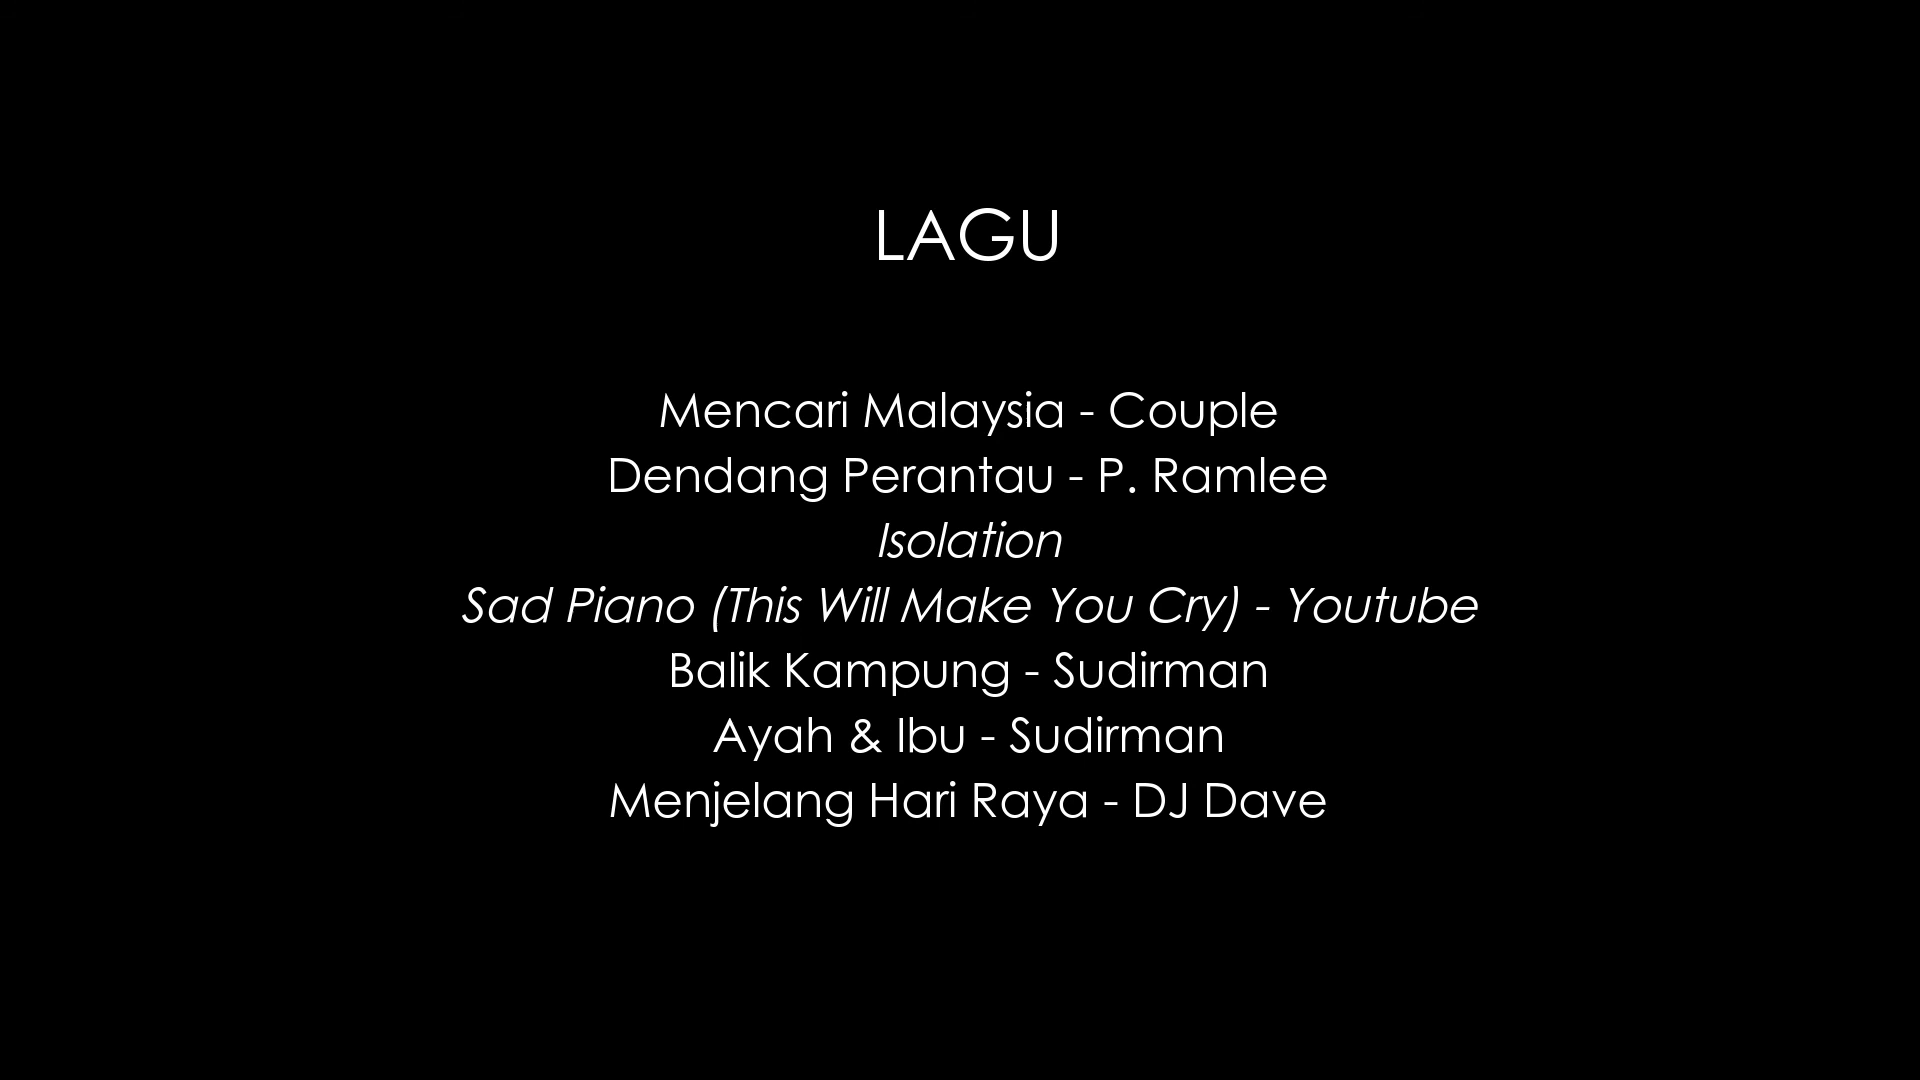 LAGU
Mencari Malaysia - Couple
Dendang Perantau - P. Ramlee
Isolation
Sad Piano (This Will Make You Cry) - Youtube
Balik Kampung - Sudirman
Ayah & Ibu - Sudirman
Menjelang Hari Raya - DJ Dave